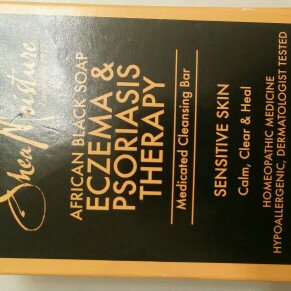 SheaMoisture
AFRICAN BLACK SOAP
ECZEMA &
PSORIASIS
THERAPY
Medicated Cleansing Bar
SENSITIVE SKIN
Calm, Clear & Heal
HOMEOPATHIC MEDICINE
HYPOALLERGENIC, DERMATOLOGIST TESTED